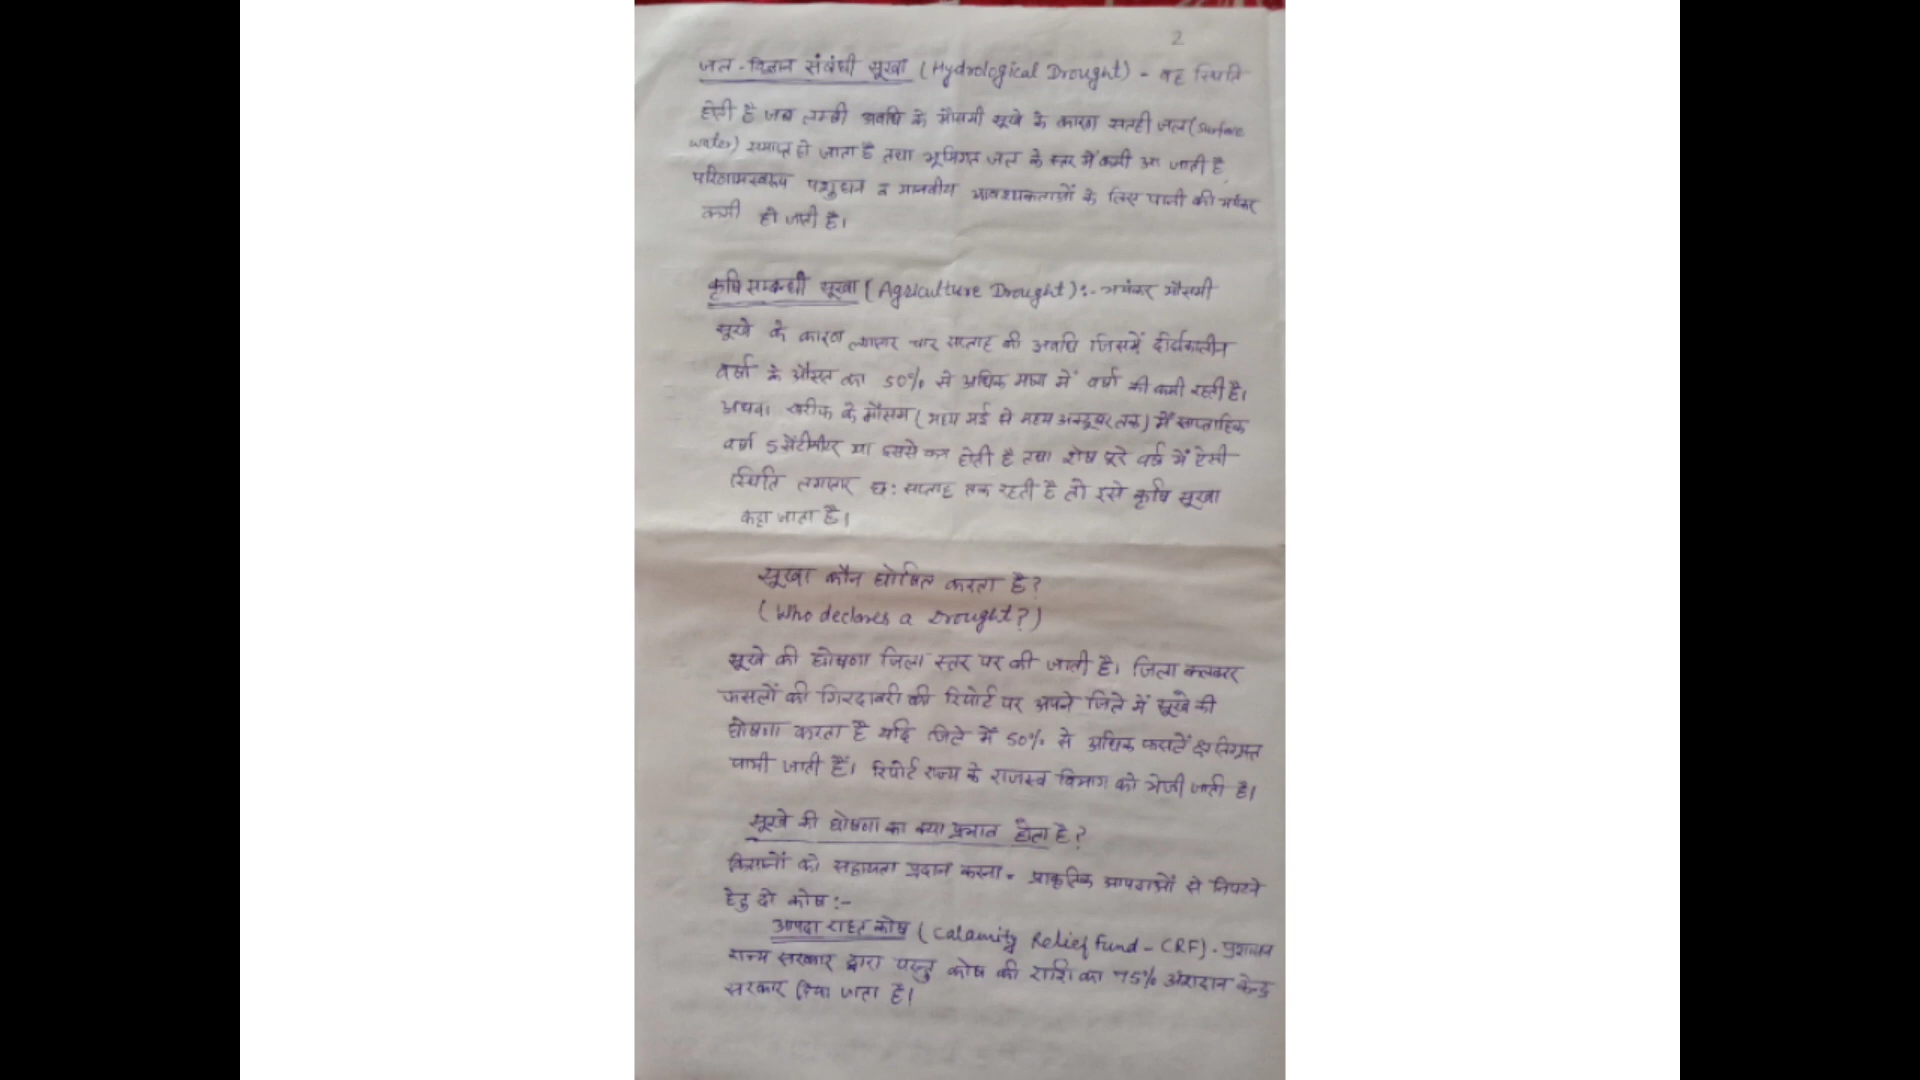 2
जल-विज्ञान संबंधी सूखा (Hydrological Drought) - वह स्थिति
होती है जब लम्बी अवधि के मौसमी सूखे के कारण सतही जल (Surface
water) समाप्त हो जाता है तथा भूमिगत जल के स्तर में कमी आ जाती है,
परिणामस्वरूप पशुधन व मानवीय आवश्यकताओं के लिए पानी की भयंकर
कमी हो जाती है।
कृषि सम्बन्धी सूखा (Agriculture Drought):- भयंकर मौसमी
सूखे के कारण लगातार चार सप्ताह की अवधि जिसमें दीर्घकालीन
वर्षा के औसत का 50% से अधिक मात्रा में वर्षा की कमी रहती है।
अथवा खरीफ के मौसम (मध्य मई से मध्य अक्टूबर तक) में साप्ताहिक
वर्षा 5 सेंटीमीटर या इससे कम होती है तथा शेष पूरे वर्ष में ऐसी
स्थिति लगातार छ: सप्ताह तक रहती है तो इसे कृषि सूखा
कहा जाता है।
सूखा कौन घोषित करता है?
(Who declares a Drought?)
सूखे की घोषणा जिला स्तर पर की जाती है। जिला कलक्टर
फसलों की गिरदावरी की रिपोर्ट पर अपने जिले में सूखे की
घोषणा करता है यदि जिले में 50% से अधिक फसलें क्षतिग्रस्त
पायी जाती हैं। रिपोर्ट राज्य के राजस्व विभाग को भेजी जाती है।
सूखे की घोषणा का क्या प्रभाव होता है?
किसानों को सहायता प्रदान करना. प्राकृतिक आपदाओं से निपटने
हेतु दो कोष:-
आपदा राहत कोष (Calamity Relief Fund - CRF) - प्रशासन
राज्य सरकार द्वारा परन्तु कोष की राशि का 75% अंशदान केन्द्र
सरकार किया जाता है।